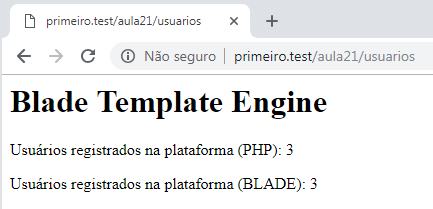 primeiro.test/aula21/usuarios
Não seguro | primeiro.test/aula21/usuarios
Blade Template Engine
Usuários registrados na plataforma (PHP): 3
Usuários registrados na plataforma (BLADE): 3